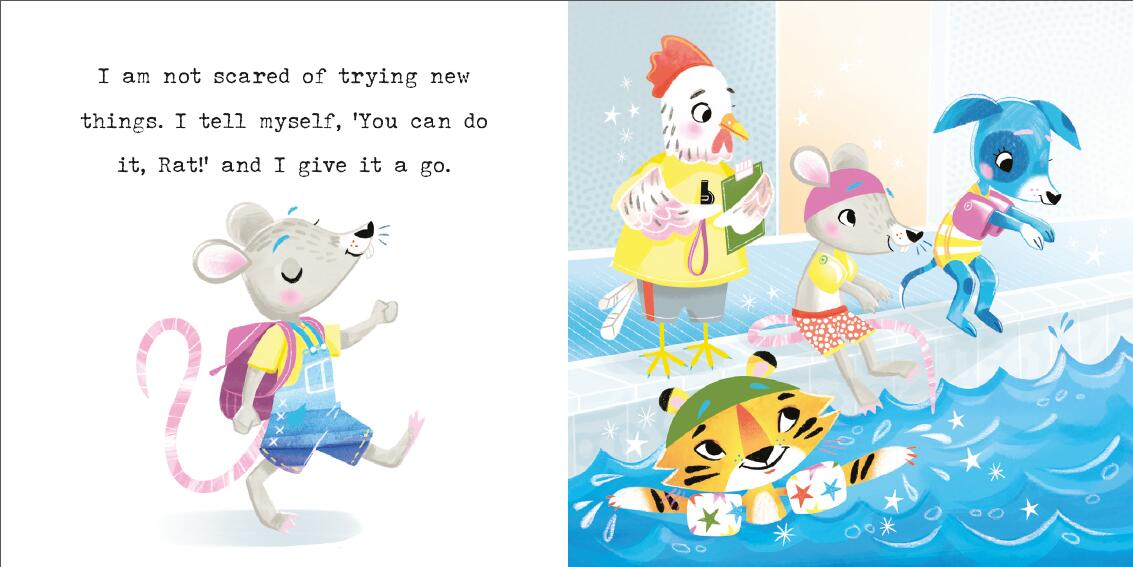 I am not scared of trying new
things. I tell myself, 'You can do
it, Rat!' and I give it a go.